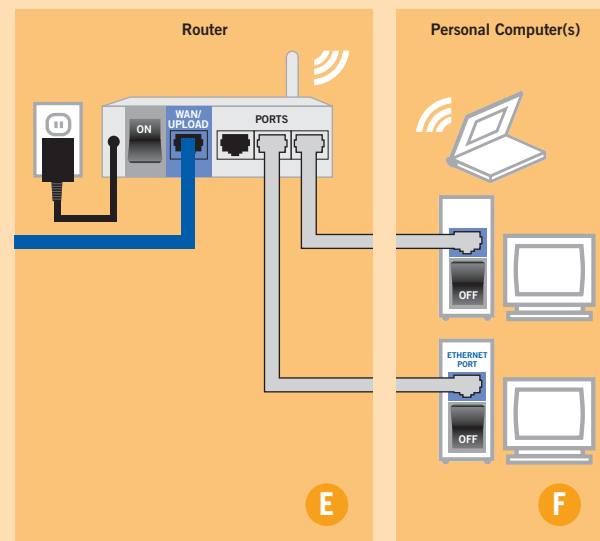 Router
Personal Computer(s)
ON
WAN/
UPLOAD
PORTS
OFF
ETHERNET
PORT
OFF
E
F